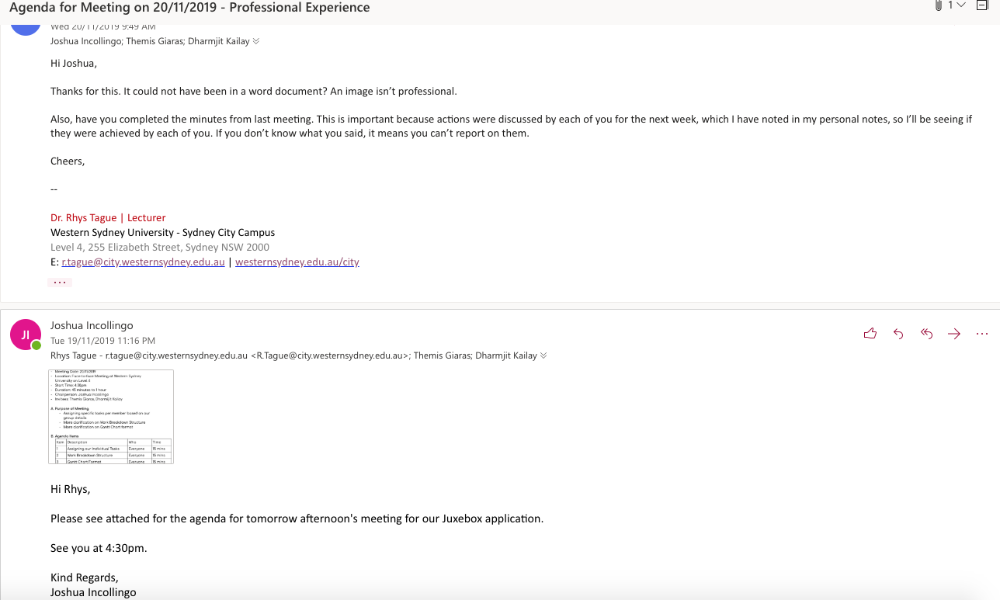 Agenda for Meeting on 20/11/2019 - Professional Experience
1
Wed 20/11/2019 9:49 AM
Joshua Incollingo; Themis Giaras; Dharmjit Kailay
Hi Joshua,
Thanks for this. It could not have been in a word document? An image isn't professional.
Also, have you completed the minutes from last meeting. This is important because actions were discussed by each of you for the next week, which I have noted in my personal notes, so I'll be seeing if
they were achieved by each of you. If you don't know what you said, it means you can't report on them.
Cheers,
--
Dr. Rhys Tague | Lecturer
Western Sydney University - Sydney City Campus
Level 4, 255 Elizabeth Street, Sydney NSW 2000
E: r.tague@city.westernsydney.edu.au | westernsydney.edu.au/city
...
JI
Joshua Incollingo
Tue 19/11/2019 11:16 PM
Rhys Tague - r.tague@city.westernsydney.edu.au <R.Tague@city.westernsydney.edu.au>; Themis Giaras; Dharmjit Kailay
- Meeting Date: 20/11/2019
- Location: Face-to-Face Meeting at Western Sydney
University on Level 4
- Start Time: 4:30pm
- Duration: 45 minutes to 1 hour
- Chairperson: Joshua Incollingo
- Invitees: Themis Giaras, Dharmjit Kailay
A. Purpose of Meeting
- Assigning specific tasks per member based on our
group details
- More clarification on Work Breakdown Structure
- More clarification on Gantt Chart format
B. Agenda Items
Item Description Who Time
1 Assigning our Individual Tasks Everyone 15 mins
2 Work Breakdown Structure Everyone 15 mins
3 Gantt Chart Format Everyone 15 mins
Hi Rhys,
Please see attached for the agenda for tomorrow afternoon's meeting for our Juxebox application.
See you at 4:30pm.
Kind Regards,
Joshua Incollingo